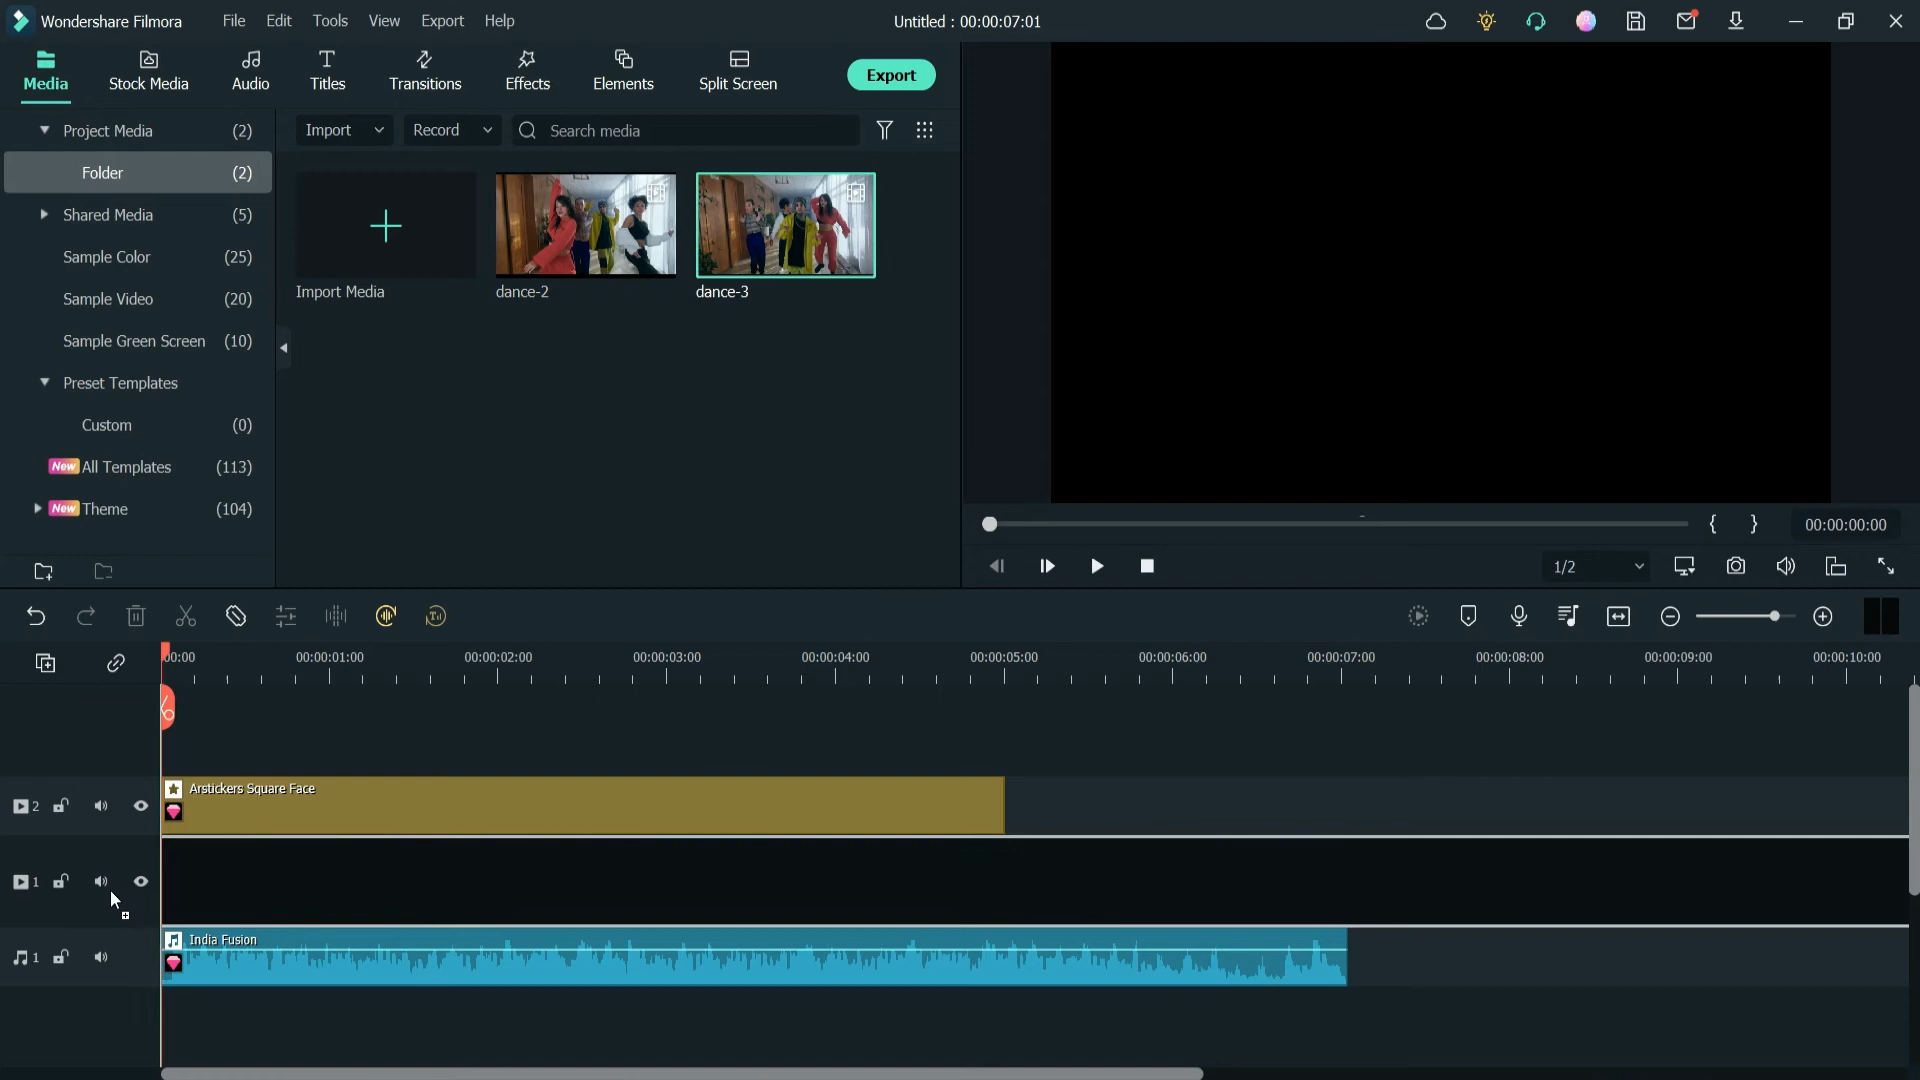 Wondershare Filmora File Edit Tools View Export Help Untitled : 00:00:07:01
Media Stock Media Audio Titles Transitions Effects Elements Split Screen Export
Project Media (2)
Folder (2)
Shared Media (5)
Sample Color (25)
Sample Video (20)
Sample Green Screen (10)
Preset Templates
Custom (0)
New All Templates (113)
New Theme (104)
Import Record Search media
Import Media dance-2 dance-3
00:00:00:00
1/2
00:00 00:00:01:00 00:00:02:00 00:00:03:00 00:00:04:00 00:00:05:00 00:00:06:00 00:00:07:00 00:00:08:00 00:00:09:00 00:00:10:00
2 Arstickers Square Face
1
1 India Fusion